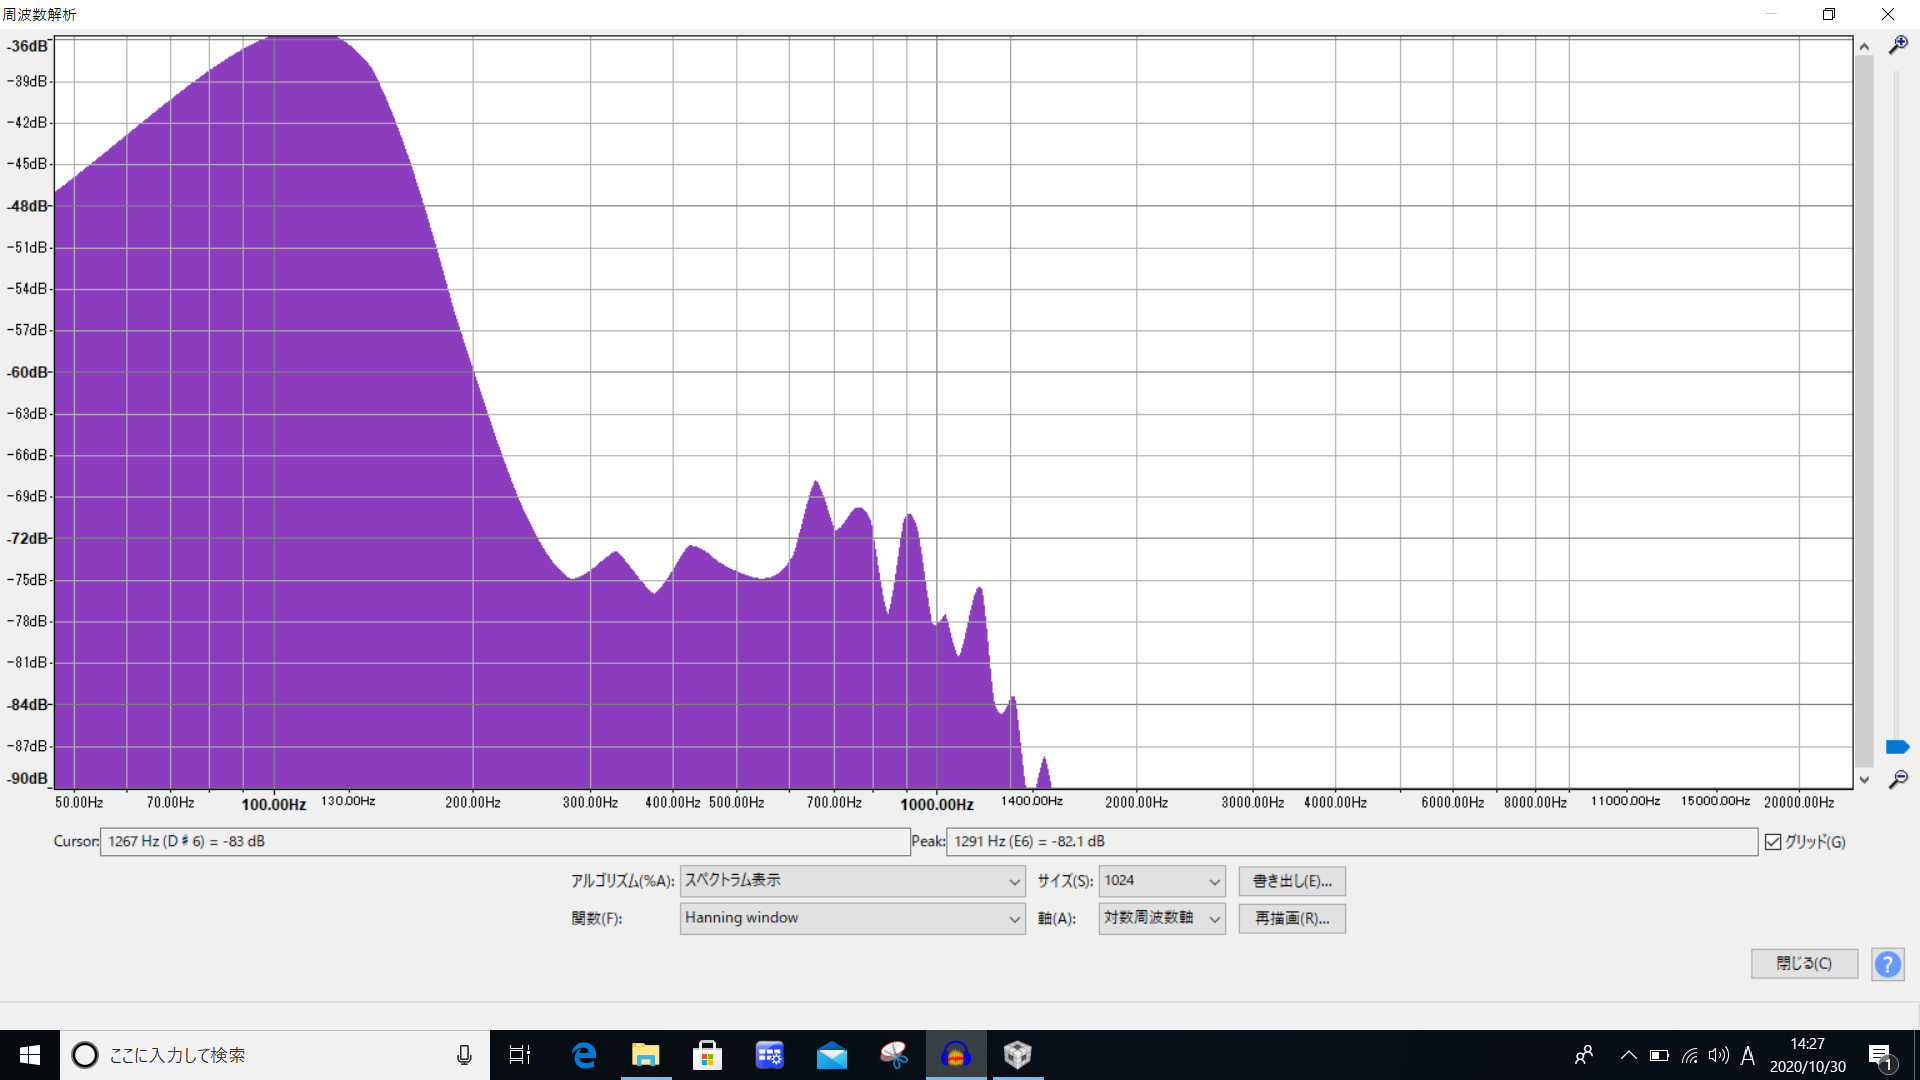 周波数解析
-36dB
-39dB
-42dB
-45dB
-48dB
-51dB
-54dB
-57dB
-60dB
-63dB
-66dB
-69dB
-72dB
-75dB
-78dB
-81dB
-84dB
-87dB
-90dB
50.00Hz 70.00Hz 100.00Hz 130.00Hz 200.00Hz 300.00Hz 400.00Hz 500.00Hz 700.00Hz 1000.00Hz 1400.00Hz 2000.00Hz 3000.00Hz 4000.00Hz 6000.00Hz 8000.00Hz 11000.00Hz 15000.00Hz 20000.00Hz
Cursor: 1267 Hz (D♯6) = -83 dB Peak: 1291 Hz (E6) = -82.1 dB グリッド(G)
アルゴリズム(%A): スペクトラム表示 サイズ(S): 1024 書き出し(E)...
関数(F): Hanning window 軸(A): 対数周波数軸 再描画(R)...
閉じる(C) ?
ここに入力して検索 A 14:27
2020/10/30 1